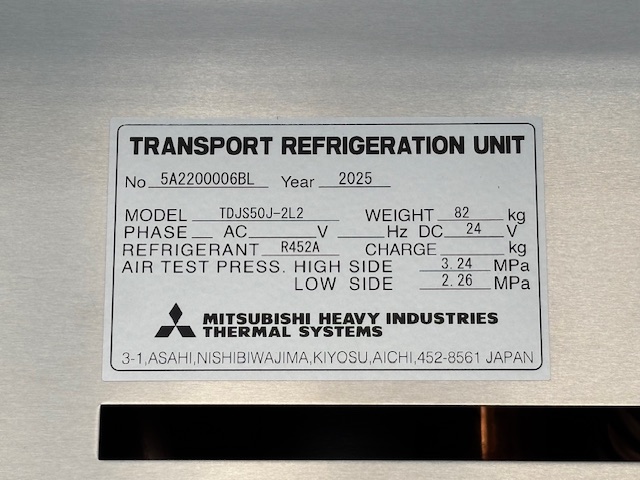 TRANSPORT REFRIGERATION UNIT
No 5A2200006BL Year 2025
MODEL TDJS50J-2L2 WEIGHT 82 kg
PHASE AC V Hz DC 24 V
REFRIGERANT R452A CHARGE kg
AIR TEST PRESS. HIGH SIDE 3.24 MPa
LOW SIDE 2.26 MPa
MITSUBISHI HEAVY INDUSTRIES
THERMAL SYSTEMS
3-1,ASAHI,NISHIBIWAJIMA,KIYOSU,AICHI,452-8561 JAPAN